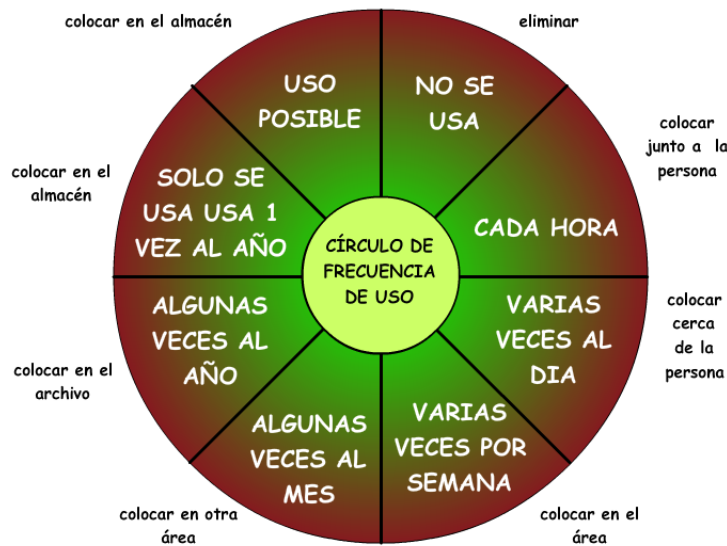 colocar en el almacén
eliminar
USO
POSIBLE
NO SE
USA
colocar
junto a la
persona
colocar en el
almacén
SOLO SE
USA USA 1
VEZ AL AÑO
CADA HORA
CÍRCULO DE
FRECUENCIA
DE USO
ALGUNAS
VECES AL
AÑO
VARIAS
VECES AL
DIA
colocar
cerca
de la
persona
colocar en el
archivo
ALGUNAS
VECES AL
MES
VARIAS
VECES POR
SEMANA
colocar en otra
área
colocar en el
área